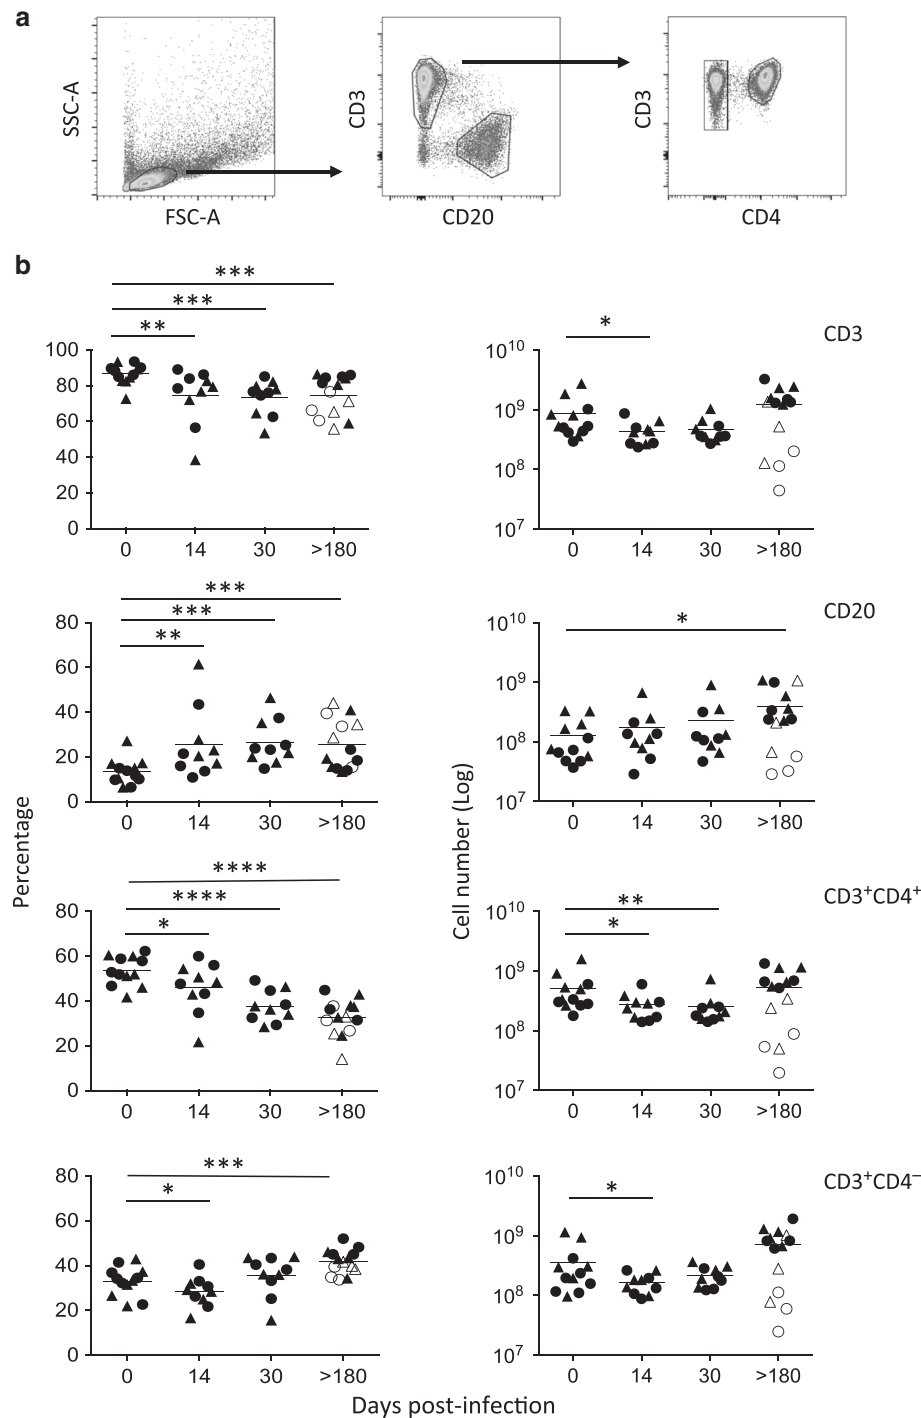 a
SSC-A
FSC-A
CD3
CD20
CD3
CD4
b
***
***
**
100
80
60
40
20
0
0 14 30 >180
*
CD3
10^10
10^9
10^8
10^7
0 14 30 >180
***
***
**
80
60
40
20
0
0 14 30 >180
*
CD20
10^10
10^9
10^8
10^7
0 14 30 >180
Percentage
Cell number (Log)
****
****
*
80
60
40
20
0
0 14 30 >180
**
*
CD3⁺CD4⁺
10^10
10^9
10^8
10^7
0 14 30 >180
***
*
80
60
40
20
0
0 14 30 >180
*
CD3⁺CD4⁻
10^10
10^9
10^8
10^7
0 14 30 >180
Days post-infection